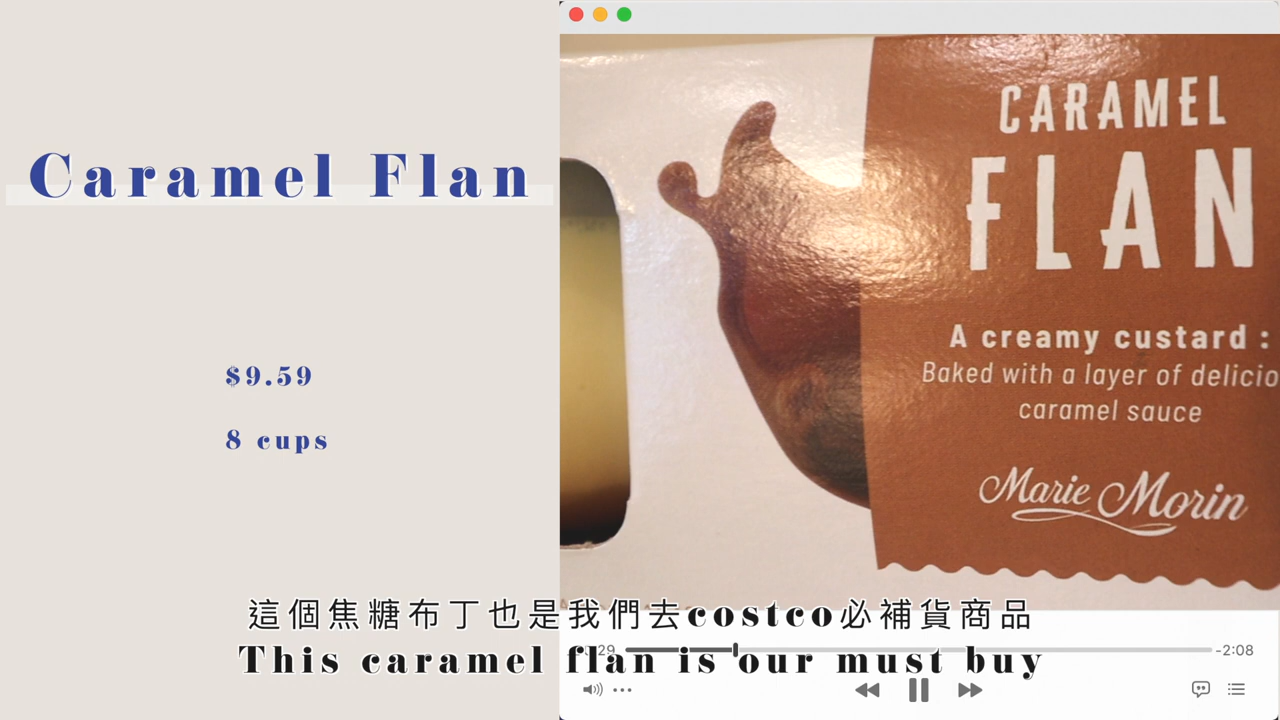 Caramel Flan
$9.59
8 cups
CARAMEL
FLAN
A creamy custard :
Baked with a layer of delicio
caramel sauce
Marie Morin
這個焦糖布丁也是我們去costco必補貨商品
This caramel flan is our must buy
-2:08